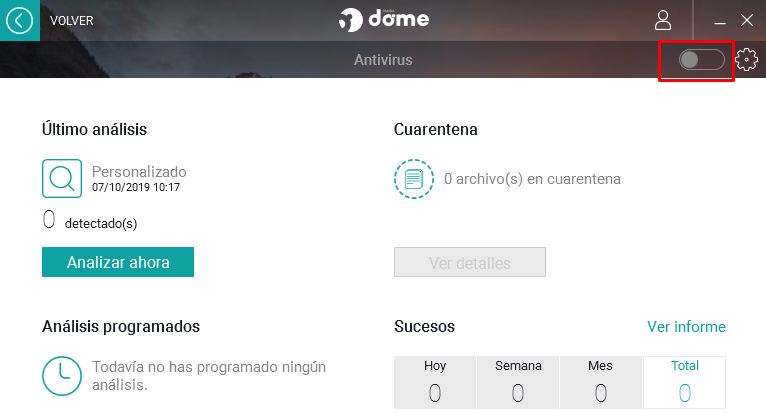 VOLVER
dome
Antivirus
Último análisis
Cuarentena
Personalizado
07/10/2019 10:17
0 archivo(s) en cuarentena
0 detectado(s)
Analizar ahora
Ver detalles
Análisis programados
Sucesos
Ver informe
Todavía no has programado ningún
análisis.
Hoy Semana Mes Total
0 0 0 0